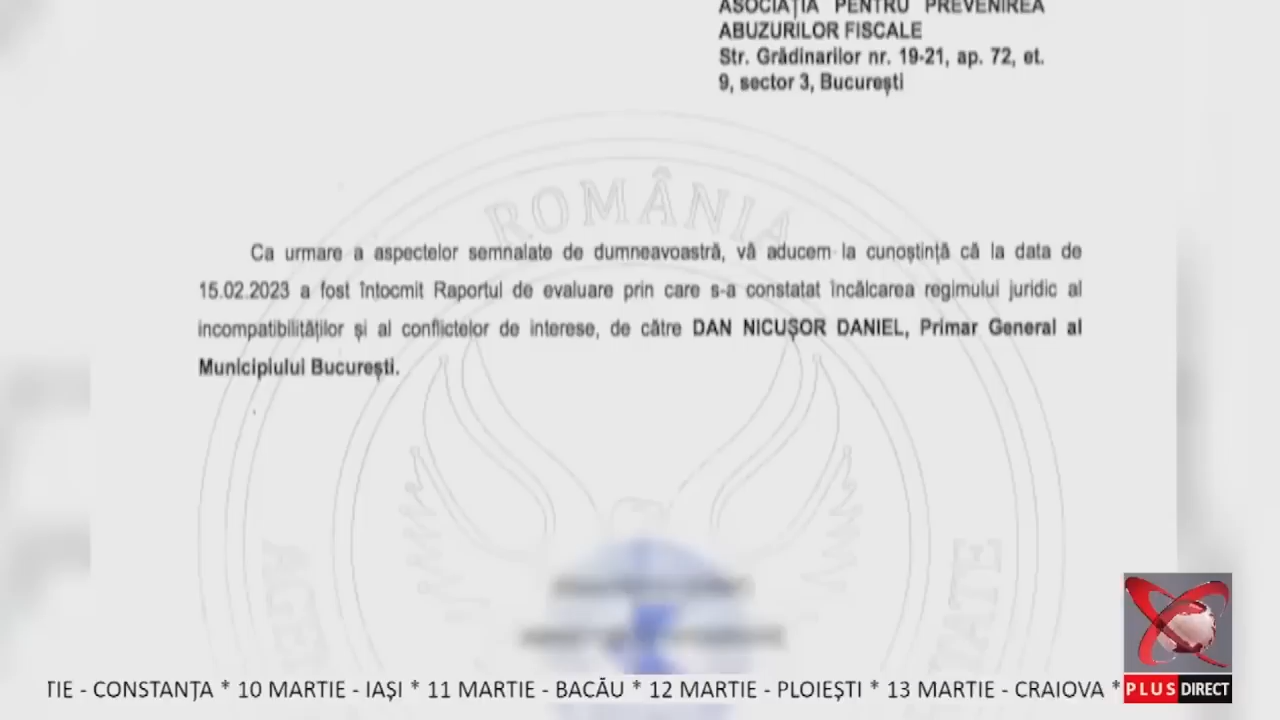 ASOCIAȚIA PENTRU PREVENIREA
ABUZURILOR FISCALE
Str. Grădinarilor nr. 19-21, ap. 72, et.
9, sector 3, București
ROMÂNIA
Ca urmare a aspectelor semnalate de dumneavoastră, vă aducem la cunoștință că la data de
15.02.2023 a fost întocmit Raportul de evaluare prin care s-a constatat încălcarea regimului juridic al
incompatibilităților și al conflictelor de interese, de către DAN NICUȘOR DANIEL, Primar General al
Municipiului București.
TIE - CONSTANȚA * 10 MARTIE - IAȘI * 11 MARTIE - BACĂU * 12 MARTIE - PLOIEȘTI * 13 MARTIE - CRAIOVA *
PLUS DIRECT